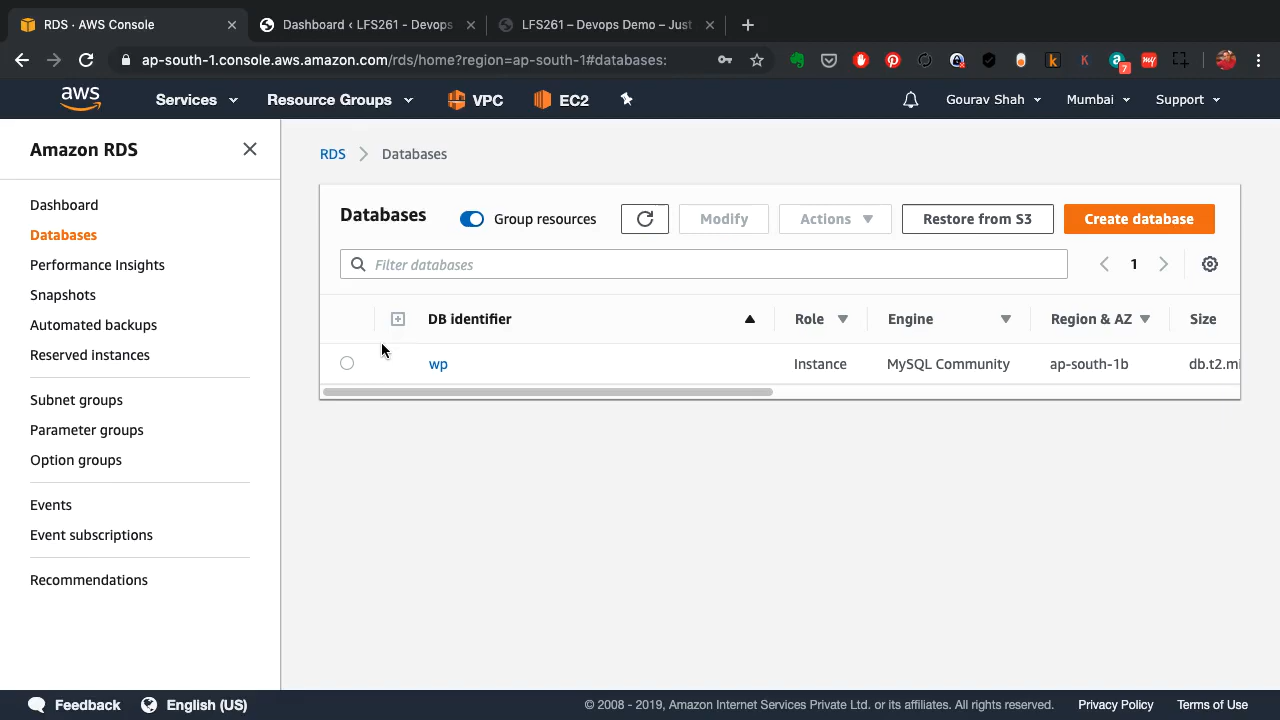 RDS · AWS Console
Dashboard ‹ LFS261 - Devops
LFS261 – Devops Demo – Just
ap-south-1.console.aws.amazon.com/rds/home?region=ap-south-1#databases:
7
aws
Services
Resource Groups
VPC
EC2
Gourav Shah
Mumbai
Support
Amazon RDS
Dashboard
Databases
Performance Insights
Snapshots
Automated backups
Reserved instances
Subnet groups
Parameter groups
Option groups
Events
Event subscriptions
Recommendations
RDS
Databases
Databases
Group resources
Modify
Actions
Restore from S3
Create database
Filter databases
1
DB identifier
Role
Engine
Region & AZ
Size
wp
Instance
MySQL Community
ap-south-1b
db.t2.mi
Feedback
English (US)
© 2008 - 2019, Amazon Internet Services Private Ltd. or its affiliates. All rights reserved.
Privacy Policy
Terms of Use